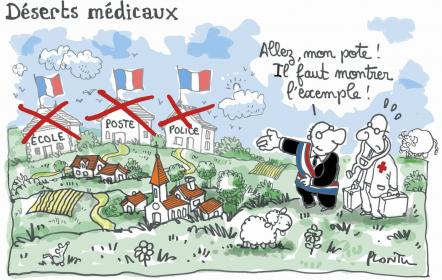 Déserts médicaux
Allez, mon pote !
Il faut montrer
l'exemple !
ÉCOLE
POSTE
POLICE
PLANTU